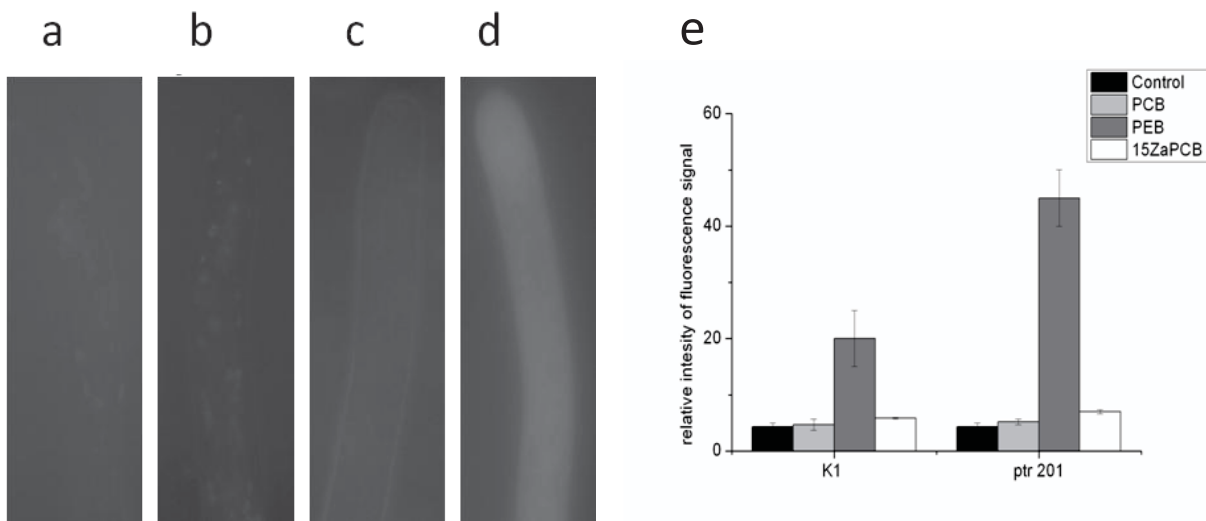 a b c d e
Control
PCB
PEB
15ZaPCB
relative intesity of fluorescence signal
60
40
20
0
K1 ptr 201